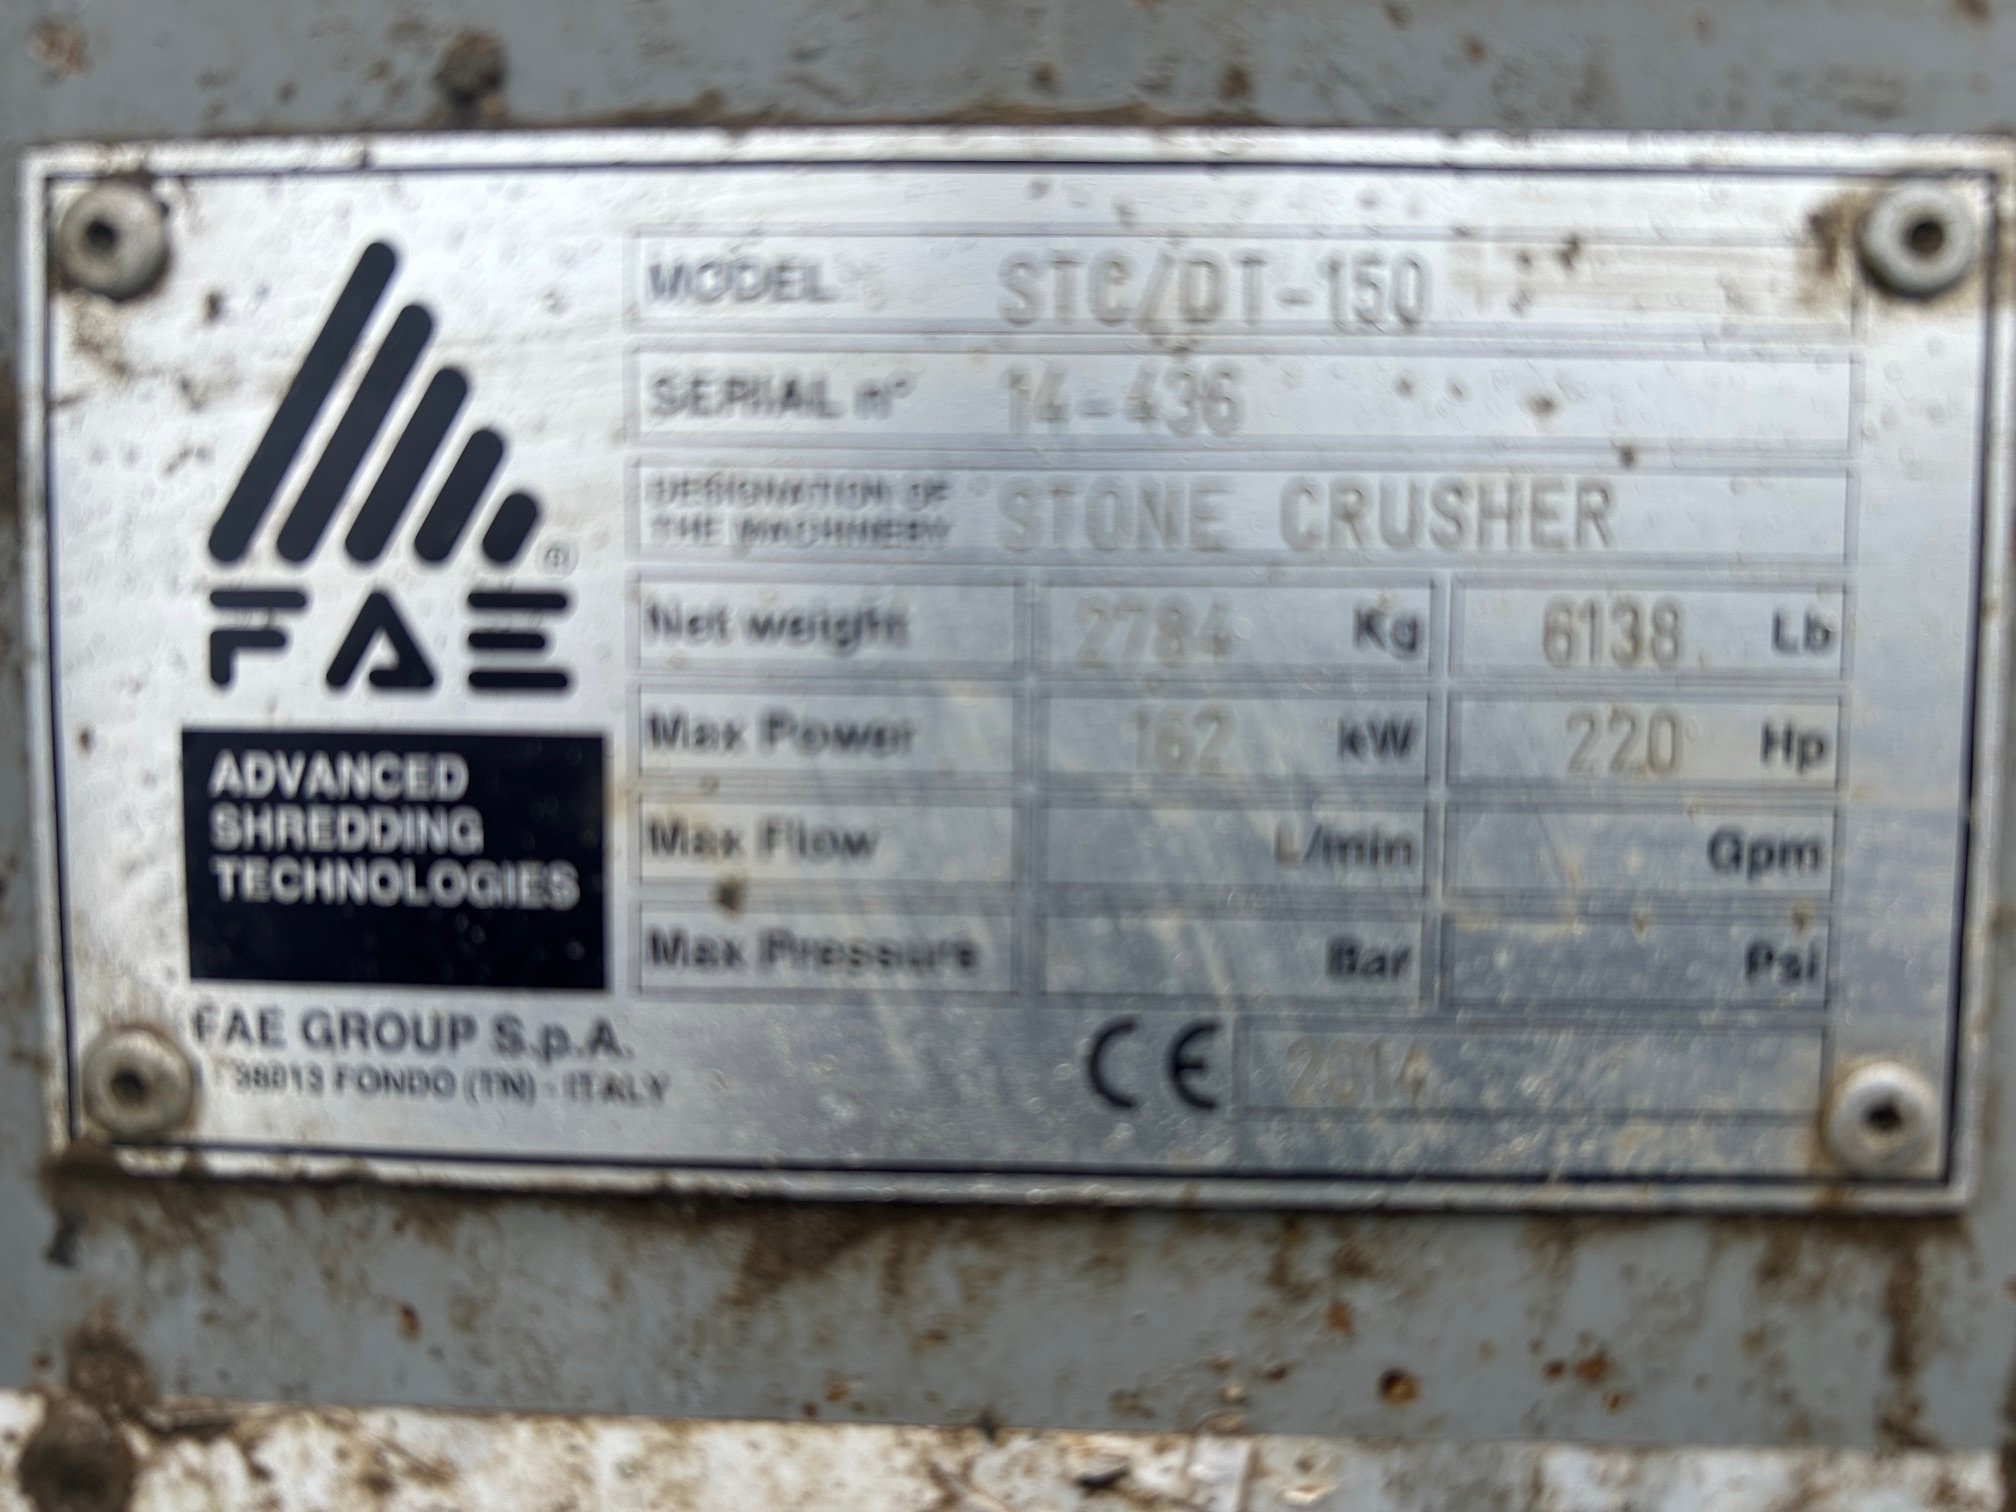 MODEL STC/DT-150
SERIAL n° 14-436
DESIGNATION OF
THE MACHINERY STONE CRUSHER
Net weight 2784 Kg 6138 Lb
Max Power 162 kW 220 Hp
Max Flow L/min Gpm
Max Pressure Bar Psi
®
FAE
ADVANCED
SHREDDING
TECHNOLOGIES
FAE GROUP S.p.A.
38013 FONDO (TN) - ITALY
CE 2014